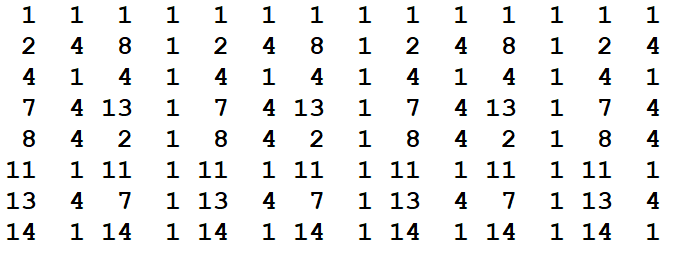 1 1 1 1 1 1 1 1 1 1 1 1 1 1
2 4 8 1 2 4 8 1 2 4 8 1 2 4
4 1 4 1 4 1 4 1 4 1 4 1 4 1
7 4 13 1 7 4 13 1 7 4 13 1 7 4
8 4 2 1 8 4 2 1 8 4 2 1 8 4
11 1 11 1 11 1 11 1 11 1 11 1 11 1
13 4 7 1 13 4 7 1 13 4 7 1 13 4
14 1 14 1 14 1 14 1 14 1 14 1 14 1